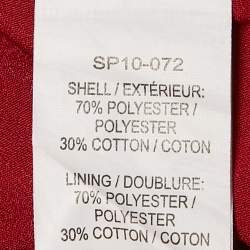 SP10-072
SHELL / EXTÉRIEUR:
70% POLYESTER /
POLYESTER
30% COTTON / COTON
LINING / DOUBLURE:
70% POLYESTER /
POLYESTER
30% COTTON / COTON